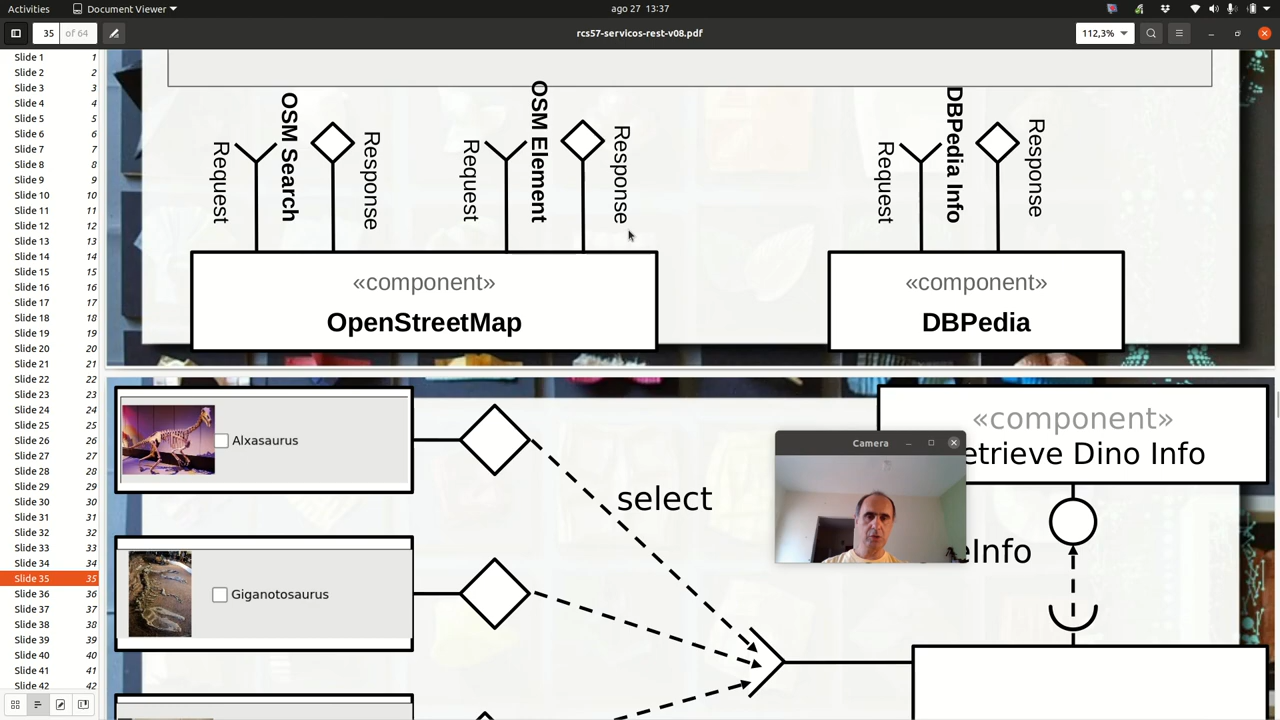 Activities
Document Viewer
ago 27 13:37
35 of 64
rcs57-servicos-rest-v08.pdf
112,3%
Slide 1 1
Slide 2 2
Slide 3 3
Slide 4 4
Slide 5 5
Slide 6 6
Slide 7 7
Slide 8 8
Slide 9 9
Slide 10 10
Slide 11 11
Slide 12 12
Slide 13 13
Slide 14 14
Slide 15 15
Slide 16 16
Slide 17 17
Slide 18 18
Slide 19 19
Slide 20 20
Slide 21 21
Slide 22 22
Slide 23 23
Slide 24 24
Slide 25 25
Slide 26 26
Slide 27 27
Slide 28 28
Slide 29 29
Slide 30 30
Slide 31 31
Slide 32 32
Slide 33 33
Slide 34 34
Slide 35 35
Slide 36 36
Slide 37 37
Slide 38 38
Slide 39 39
Slide 40 40
Slide 41 41
Slide 42 42
Request
OSM Search
Response
Request
OSM Element
Response
Request
DBPedia Info
Response
«component»
OpenStreetMap
«component»
DBPedia
Alxasaurus
select
Giganotosaurus
Camera
«component»
etrieve Dino Info
eInfo